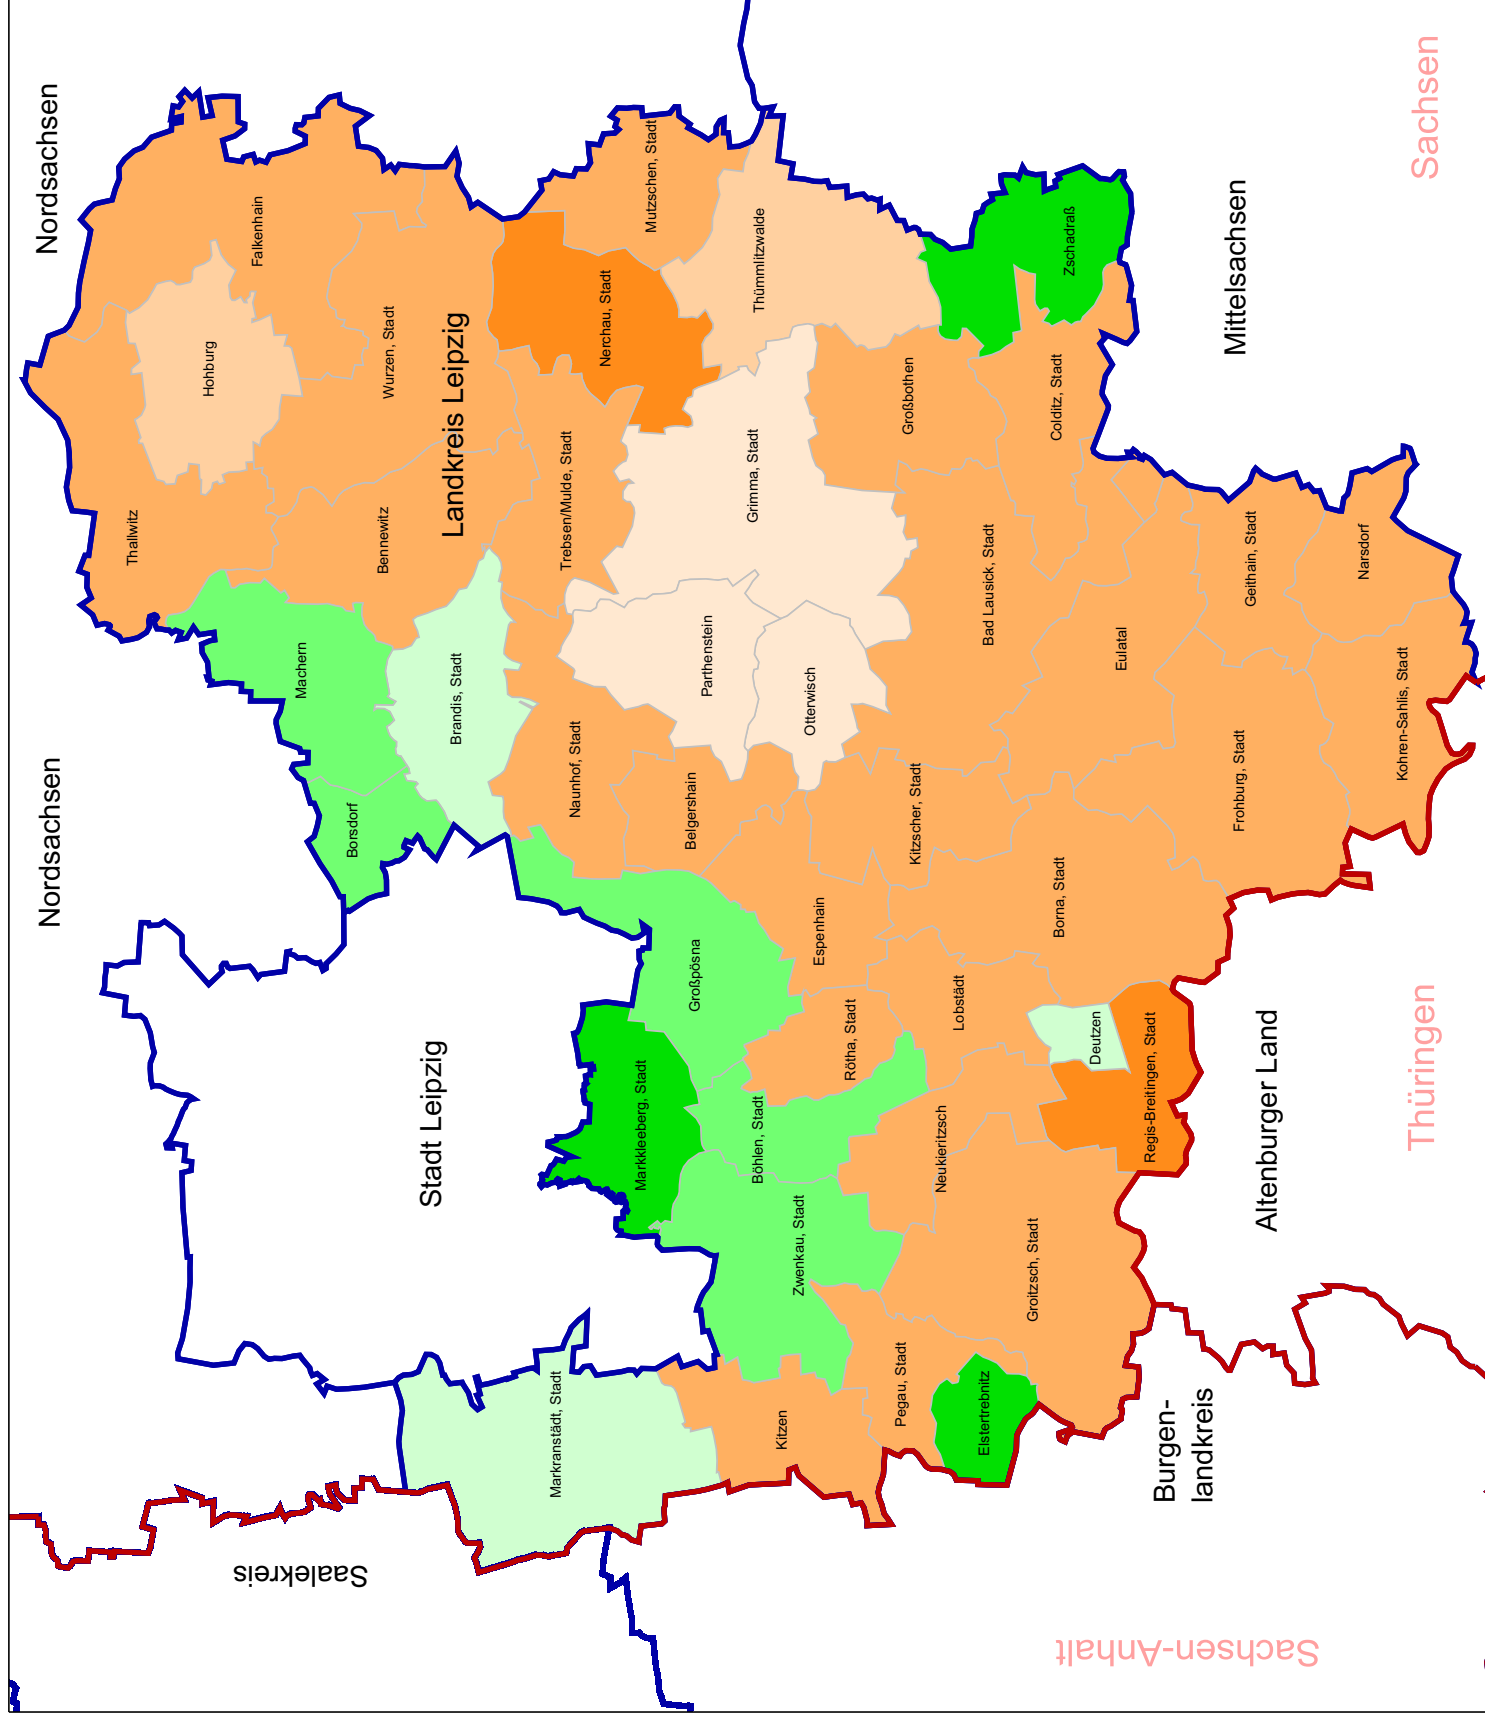 Nordsachsen
Nordsachsen
Saalekreis
Stadt Leipzig
Landkreis Leipzig
Mittelsachsen
Altenburger Land
Burgen-
landkreis
Sachsen
Thüringen
Sachsen-Anhalt
Thallwitz
Hohburg
Falkenhain
Wurzen, Stadt
Bennewitz
Machern
Borsdorf
Brandis, Stadt
Trebsen/Mulde, Stadt
Nerchau, Stadt
Mutzschen, Stadt
Thümmlitzwalde
Grimma, Stadt
Parthenstein
Otterwisch
Naunhof, Stadt
Belgershain
Großpösna
Markkleeberg, Stadt
Markranstädt, Stadt
Kitzen
Zwenkau, Stadt
Böhlen, Stadt
Rötha, Stadt
Espenhain
Kitzscher, Stadt
Bad Lausick, Stadt
Großbothen
Colditz, Stadt
Zschadraß
Pegau, Stadt
Elstertrebnitz
Groitzsch, Stadt
Neukieritzsch
Lobstädt
Deutzen
Regis-Breitingen, Stadt
Borna, Stadt
Eulatal
Frohburg, Stadt
Geithain, Stadt
Narsdorf
Kohren-Sahlis, Stadt